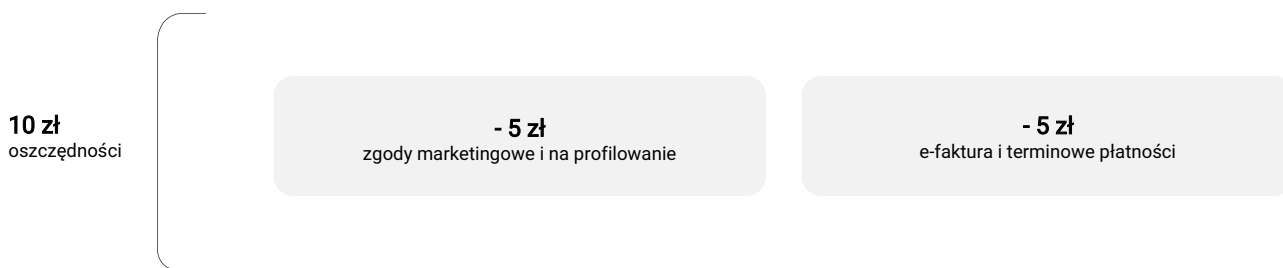 10 zł
oszczędności
- 5 zł
zgody marketingowe i na profilowanie
- 5 zł
e-faktura i terminowe płatności